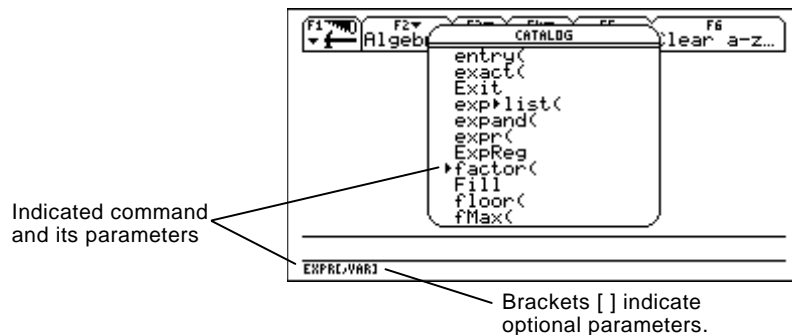 F1 F2 F6
Algeb CATALOG Clear a-z...
entry(
exact(
Exit
exp▸list(
expand(
expr(
ExpReg
▸factor(
Fill
floor(
fMax(
Indicated command
and its parameters
EXPR[,VAR]
Brackets [ ] indicate
optional parameters.